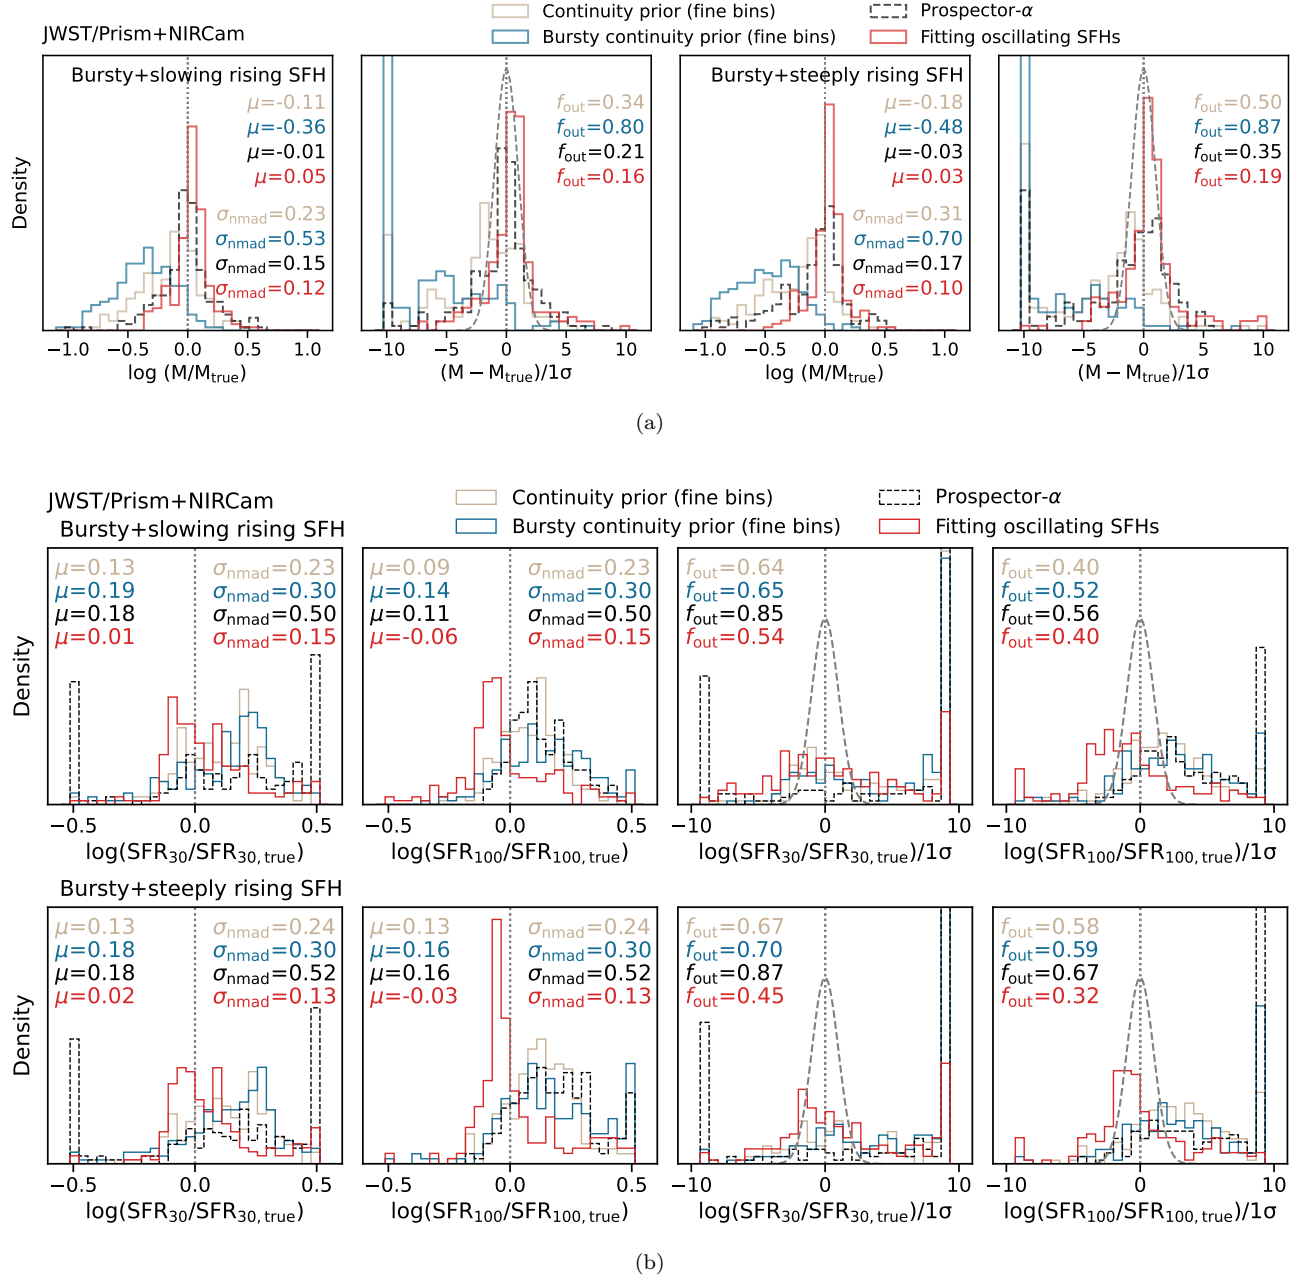 JWST/Prism+NIRCam
Continuity prior (fine bins)
Bursty continuity prior (fine bins)
Prospector-α
Fitting oscillating SFHs
Density
Bursty+slowing rising SFH
μ=-0.11
μ=-0.36
μ=-0.01
μ=0.05
σnmad=0.23
σnmad=0.53
σnmad=0.15
σnmad=0.12
−1.0 −0.5 0.0 0.5 1.0
log (M/Mtrue)
fout=0.34
fout=0.80
fout=0.21
fout=0.16
−10 −5 0 5 10
(M − Mtrue)/1σ
Bursty+steeply rising SFH
μ=-0.18
μ=-0.48
μ=-0.03
μ=0.03
σnmad=0.31
σnmad=0.70
σnmad=0.17
σnmad=0.10
−1.0 −0.5 0.0 0.5 1.0
log (M/Mtrue)
fout=0.50
fout=0.87
fout=0.35
fout=0.19
−10 −5 0 5 10
(M − Mtrue)/1σ
(a)
JWST/Prism+NIRCam
Continuity prior (fine bins)
Bursty continuity prior (fine bins)
Prospector-α
Fitting oscillating SFHs
Bursty+slowing rising SFH
Density
μ=0.13 σnmad=0.23
μ=0.19 σnmad=0.30
μ=0.18 σnmad=0.50
μ=0.01 σnmad=0.15
−0.5 0.0 0.5
log(SFR30/SFR30, true)
μ=0.09 σnmad=0.23
μ=0.14 σnmad=0.30
μ=0.11 σnmad=0.50
μ=-0.06 σnmad=0.15
−0.5 0.0 0.5
log(SFR100/SFR100, true)
fout=0.64
fout=0.65
fout=0.85
fout=0.54
−10 0 10
log(SFR30/SFR30, true)/1σ
fout=0.40
fout=0.52
fout=0.56
fout=0.40
−10 0 10
log(SFR100/SFR100, true)/1σ
Bursty+steeply rising SFH
Density
μ=0.13 σnmad=0.24
μ=0.18 σnmad=0.30
μ=0.18 σnmad=0.52
μ=0.02 σnmad=0.13
−0.5 0.0 0.5
log(SFR30/SFR30, true)
μ=0.13 σnmad=0.24
μ=0.16 σnmad=0.30
μ=0.16 σnmad=0.52
μ=-0.03 σnmad=0.13
−0.5 0.0 0.5
log(SFR100/SFR100, true)
fout=0.67
fout=0.70
fout=0.87
fout=0.45
−10 0 10
log(SFR30/SFR30, true)/1σ
fout=0.58
fout=0.59
fout=0.67
fout=0.32
−10 0 10
log(SFR100/SFR100, true)/1σ
(b)